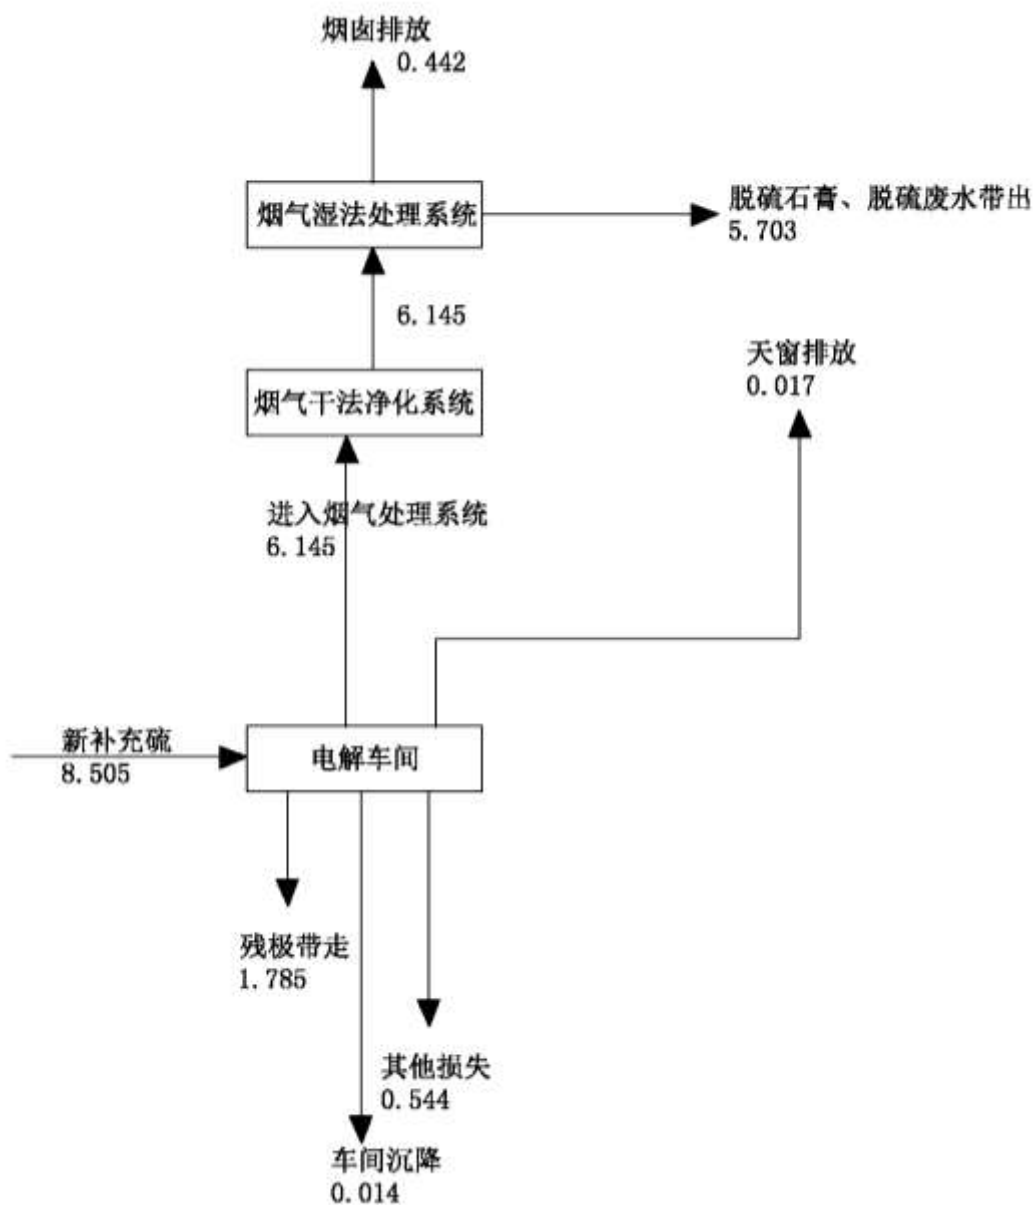 烟囱排放
0.442
烟气湿法处理系统
脱硫石膏、脱硫废水带出
5.703
6.145
天窗排放
0.017
烟气干法净化系统
进入烟气处理系统
6.145
新补充硫
8.505
电解车间
残极带走
1.785
其他损失
0.544
车间沉降
0.014